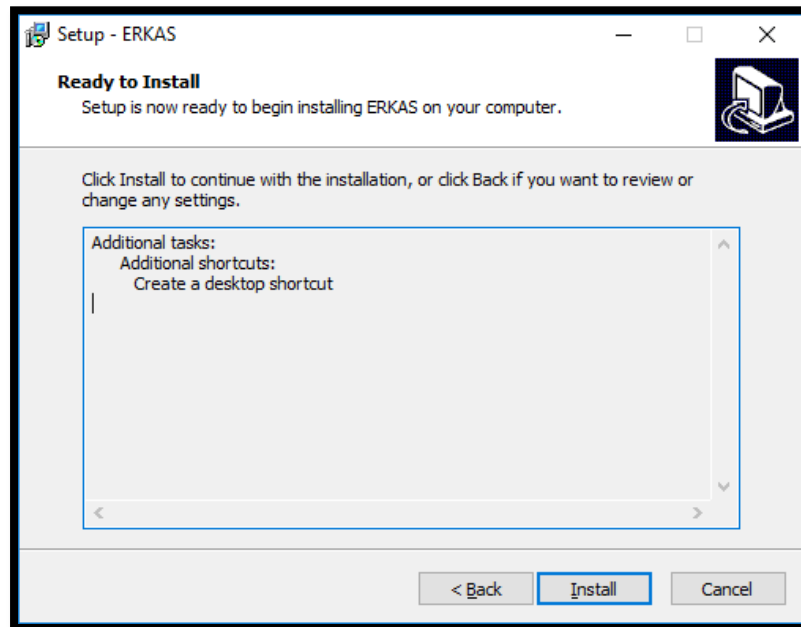 Setup - ERKAS
Ready to Install
Setup is now ready to begin installing ERKAS on your computer.
Click Install to continue with the installation, or click Back if you want to review or
change any settings.
Additional tasks:
Additional shortcuts:
Create a desktop shortcut
< Back
Install
Cancel